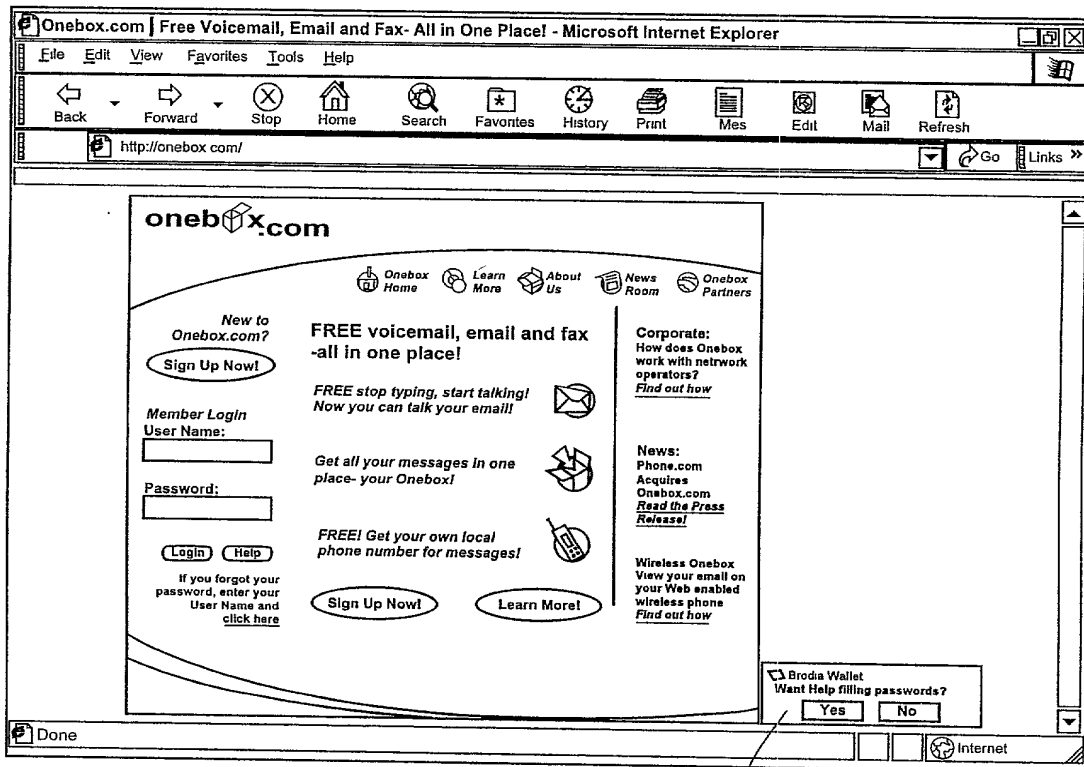 Onebox.com | Free Voicemail, Email and Fax- All in One Place! - Microsoft Internet Explorer
File Edit View Favorites Tools Help
Back Forward Stop Home Search Favorites History Print Mes Edit Mail Refresh
http://onebox com/ Go Links »
onebox.com
Onebox Home
Learn More
About Us
News Room
Onebox Partners
New to
Onebox.com?
Sign Up Now!
Member Login
User Name:
Password:
Login Help
If you forgot your
password, enter your
User Name and
click here
FREE voicemail, email and fax
-all in one place!
FREE stop typing, start talking!
Now you can talk your email!
Get all your messages in one
place- your Onebox!
FREE! Get your own local
phone number for messages!
Sign Up Now! Learn More!
Corporate:
How does Onebox
work with netrwork
operators?
Find out how
News:
Phone.com
Acquires
Onebox.com
Read the Press
Release!
Wireless Onebox
View your email on
your Web enabled
wireless phone
Find out how
Brodia Wallet
Want Help filling passwords?
Yes No
Done Internet